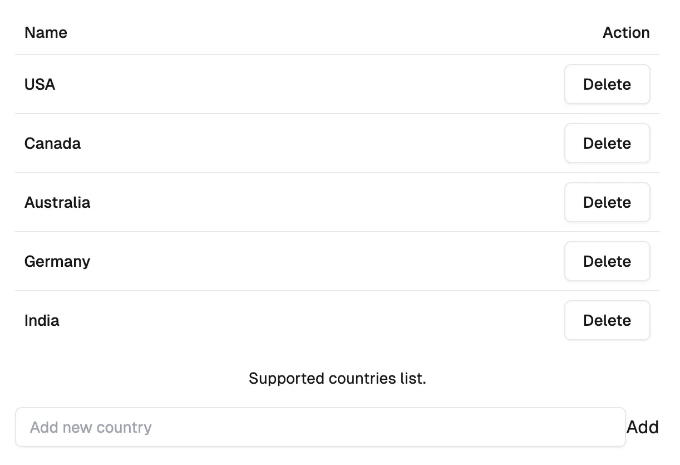 Name Action
USA Delete
Canada Delete
Australia Delete
Germany Delete
India Delete
Supported countries list.
Add new country Add